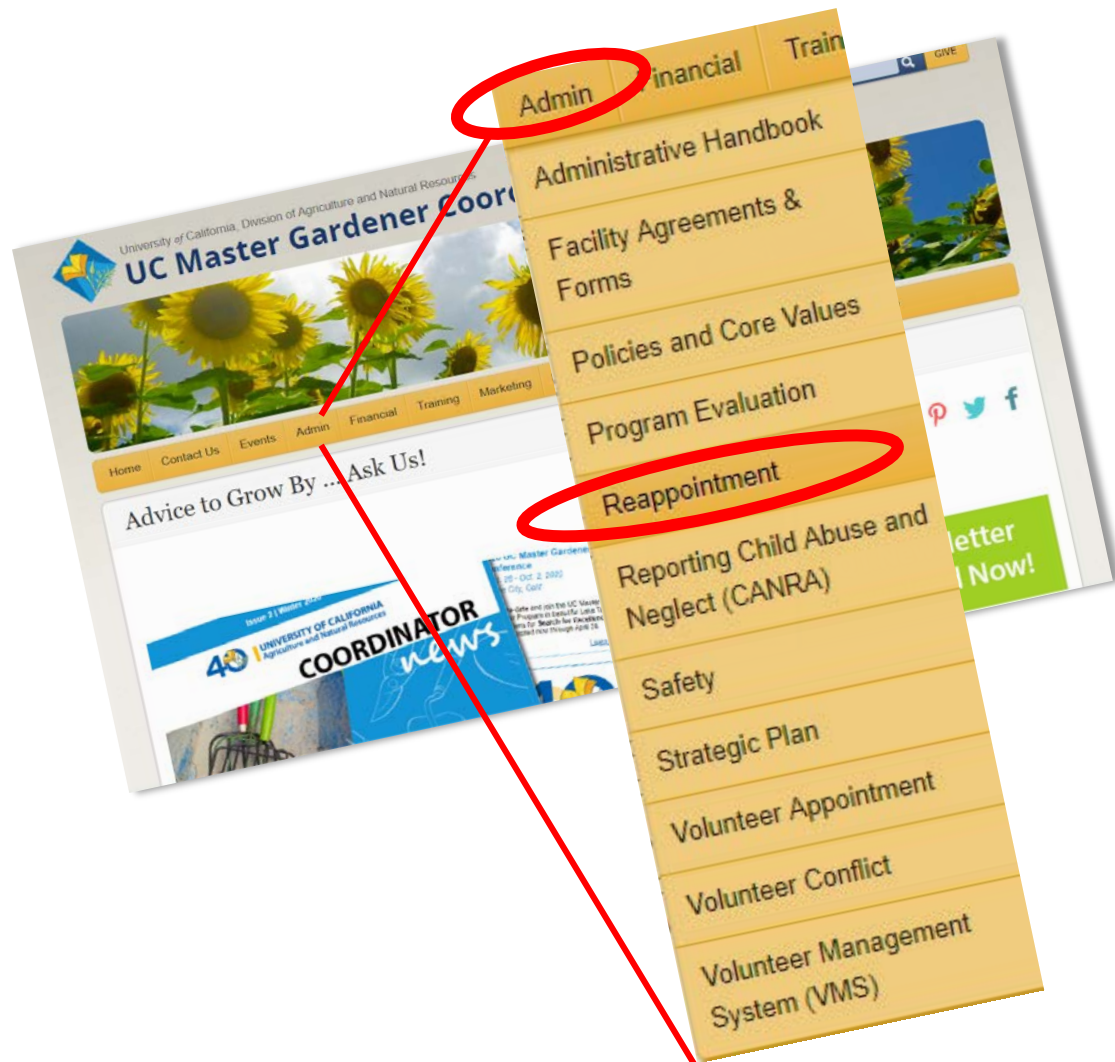 GIVE
University of California, Division of Agriculture and Natural Resources
UC Master Gardener Coor
Home Contact Us Events Admin Financial Training Marketing
Advice to Grow By ... Ask Us!
Issue 3 | Winter
40 UNIVERSITY OF CALIFORNIA
Agriculture and Natural Resources
COORDINATOR
news
UC Master Gardener
Oct. 2, 2020
letter
Now!
Admin Financial Train
Administrative Handbook
Facility Agreements &
Forms
Policies and Core Values
Program Evaluation
Reappointment
Reporting Child Abuse and
Neglect (CANRA)
Safety
Strategic Plan
Volunteer Appointment
Volunteer Conflict
Volunteer Management
System (VMS)